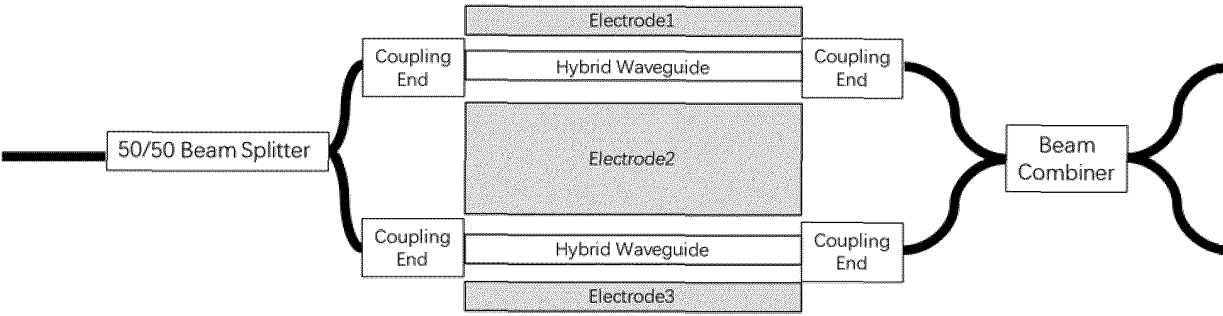 Electrode1
Coupling
End
Hybrid Waveguide
Coupling
End
50/50 Beam Splitter
Electrode2
Beam
Combiner
Coupling
End
Hybrid Waveguide
Coupling
End
Electrode3